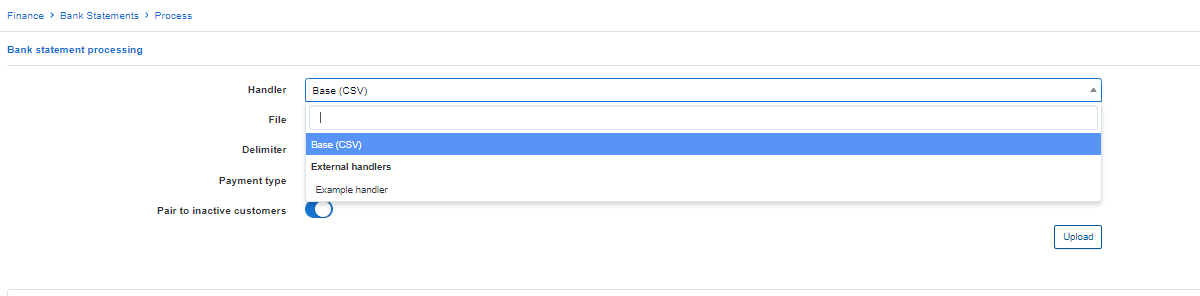 Finance > Bank Statements > Process
Bank statement processing
Handler
Base (CSV)
File
Base (CSV)
Delimiter
External handlers
Payment type
Example handler
Pair to inactive customers
Upload